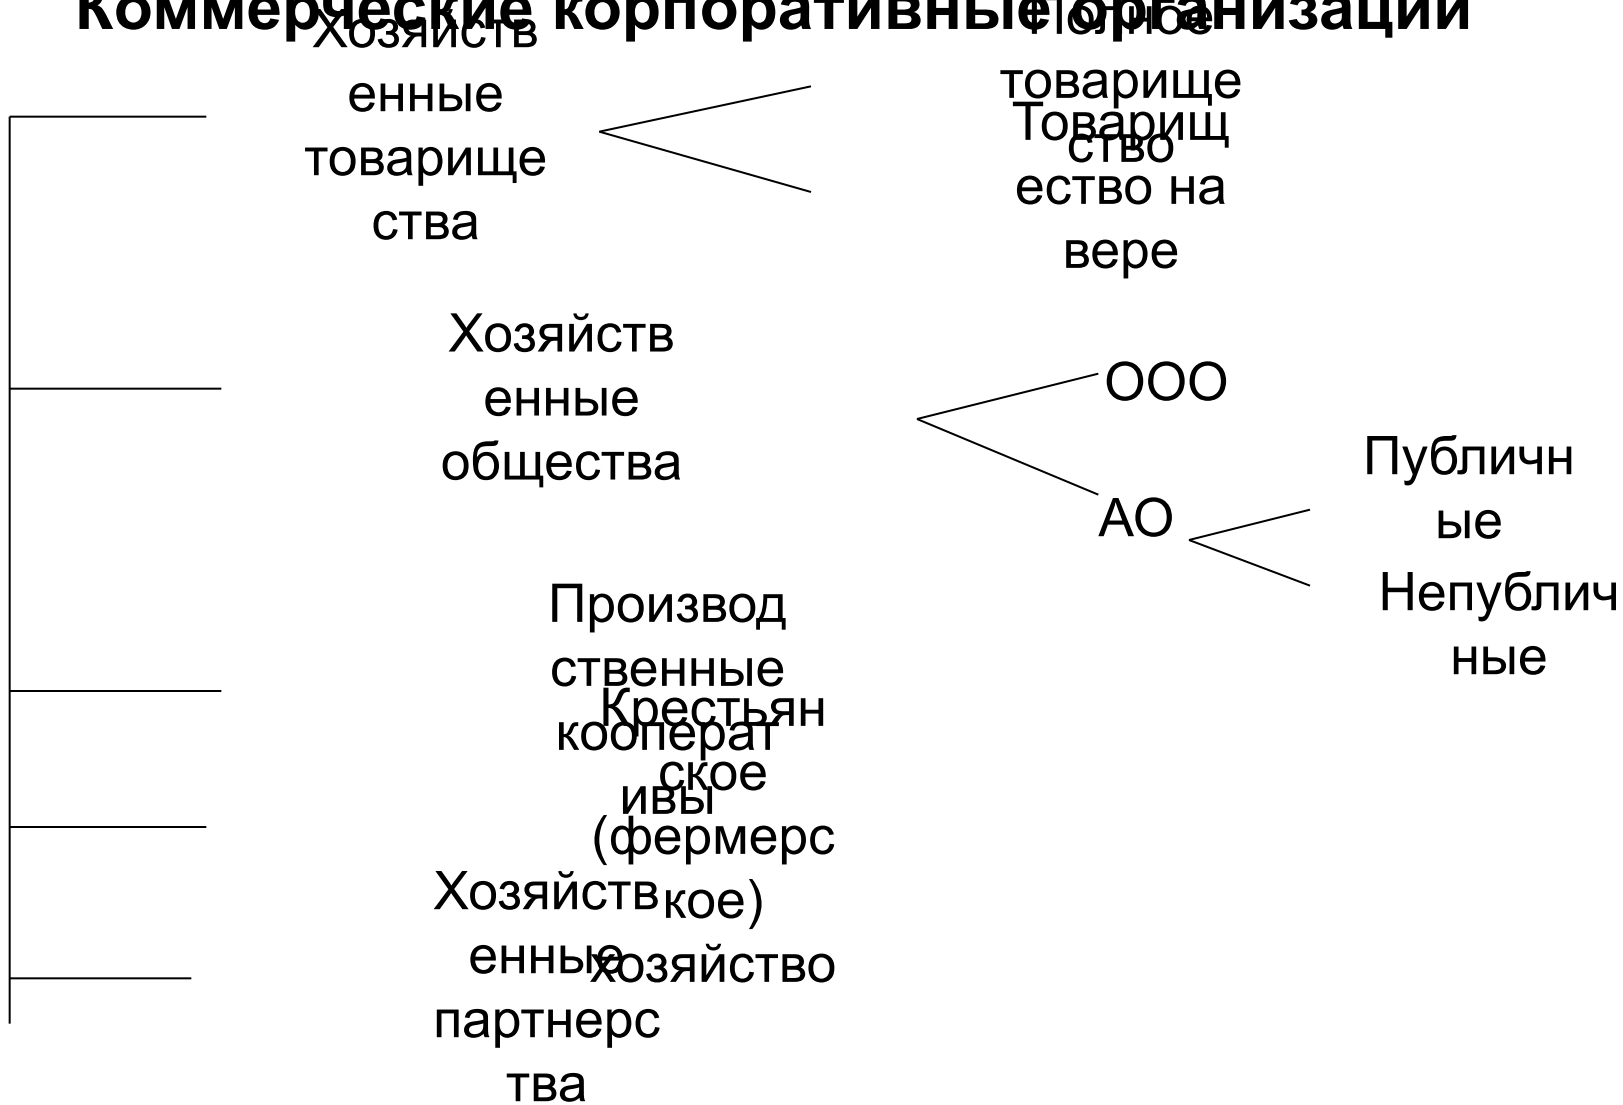 Коммерческие корпоративные организации
Хозяйств
енные
товарище
ства
Полное
товарище
ство
Товарищ
ество на
вере
Хозяйств
енные
общества
ООО
АО
Публичн
ые
Непублич
ные
Производ
ственные
кооперат
ивы
Крестьян
ское
(фермерс
кое)
хозяйство
Хозяйств
енные
партнерс
тва